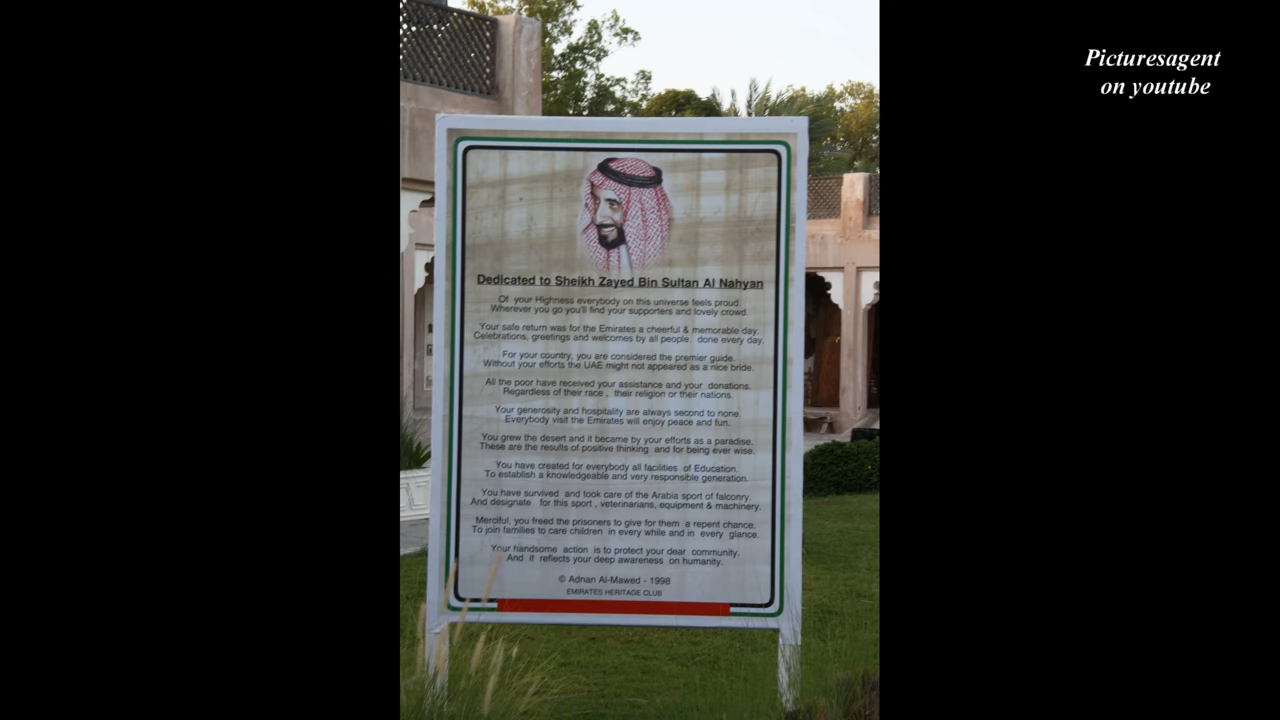 Picturesagent
on youtube
Dedicated to Sheikh Zayed Bin Sultan Al Nahyan
Of your Highness everybody on this universe feels proud.
Wherever you go you'll find your supporters and lovely crowd.
Your safe return was for the Emirates a cheerful & memorable day.
Celebrations, greetings and welcomes by all people done every day.
For your country, you are considered the premier guide.
Without your efforts the UAE might not appeared as a nice bride.
All the poor have received your assistance and your donations.
Regardless of their race , their religion or their nations.
Your generosity and hospitality are always second to none.
Everybody visit the Emirates will enjoy peace and fun.
You grew the desert and it became by your efforts as a paradise.
These are the results of positive thinking and for being ever wise.
You have created for everybody all facilities of Education.
To establish a knowledgeable and very responsible generation.
You have survived and took care of the Arabia sport of falconry.
And designate for this sport , veterinarians, equipment & machinery.
Merciful, you freed the prisoners to give for them a repent chance.
To join families to care children in every while and in every glance.
Your handsome action is to protect your dear community.
And it reflects your deep awareness on humanity.
© Adnan Al-Mawed - 1998
EMIRATES HERITAGE CLUB